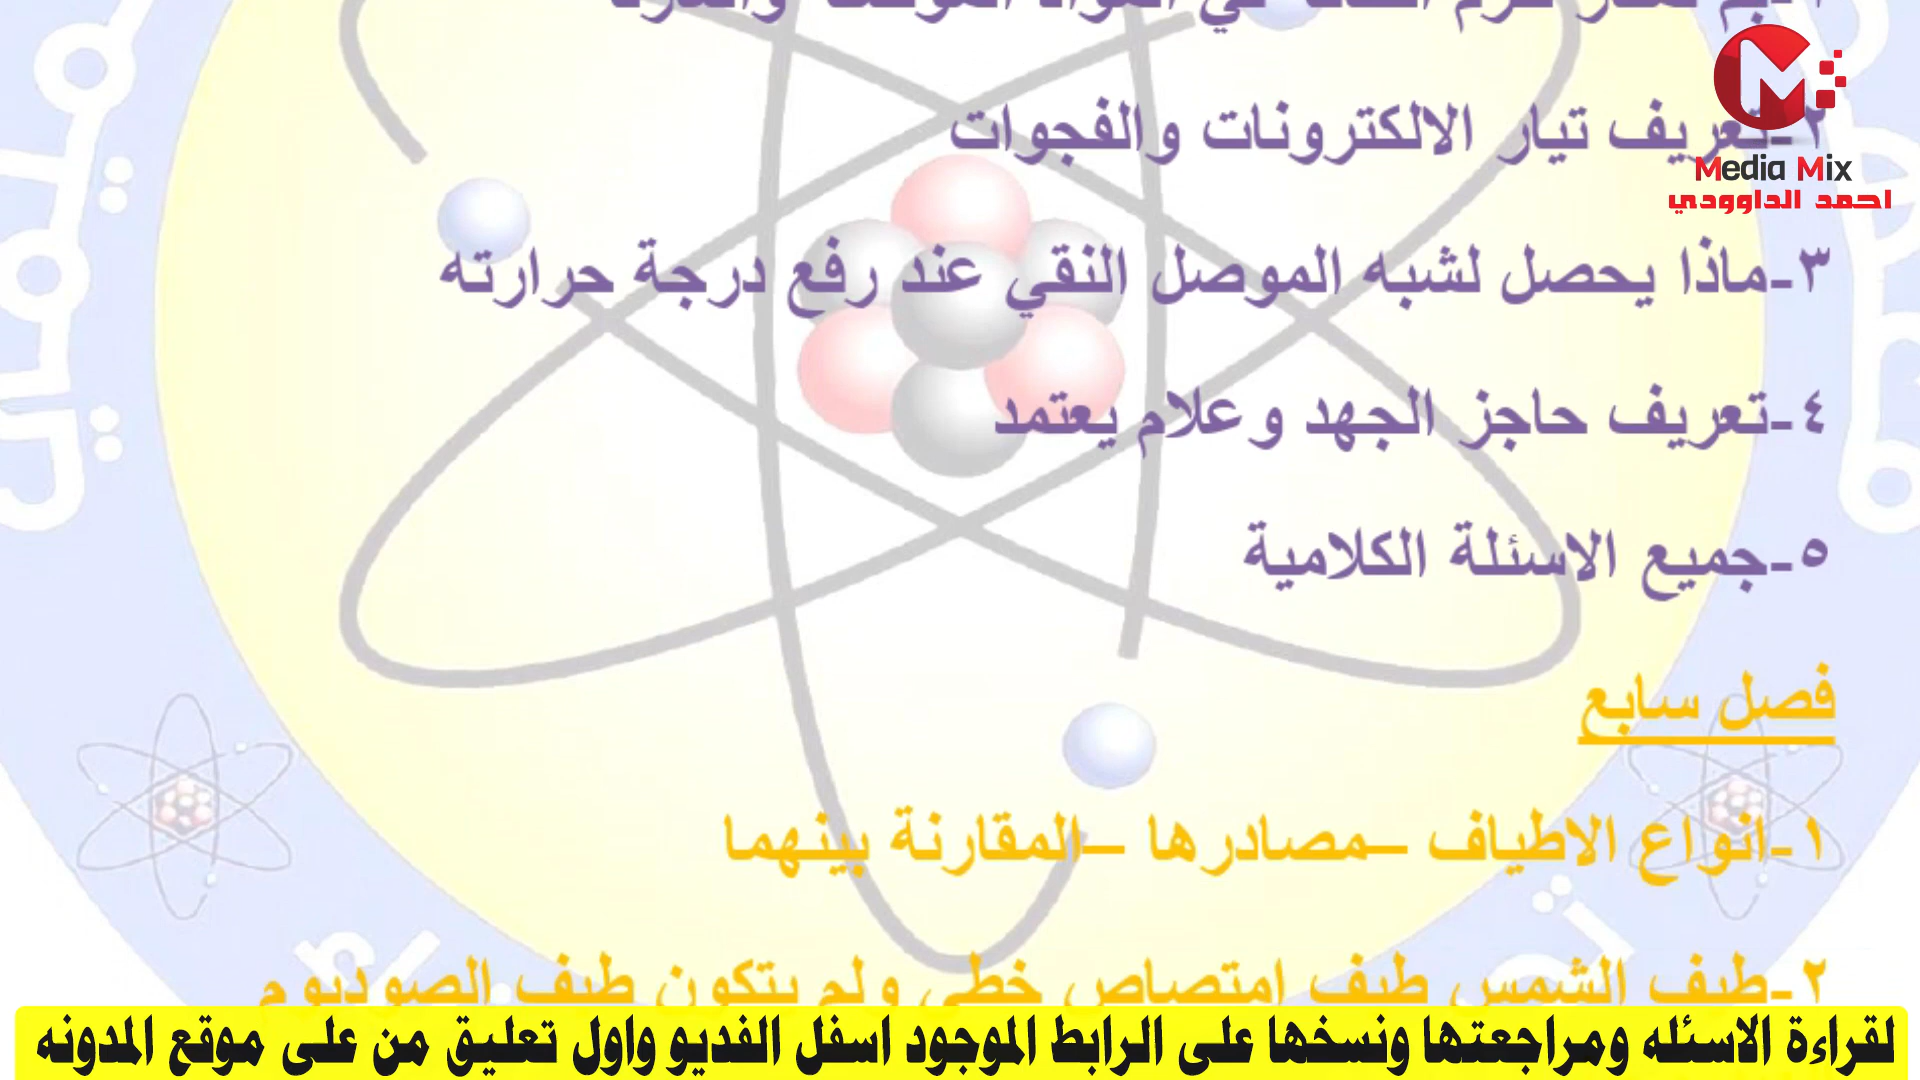 ٢-تعريف تيار الالكترونات والفجوات
Media Mix
احمد الداوودي
٣-ماذا يحصل لشبه الموصل النقي عند رفع درجة حرارته
٤-تعريف حاجز الجهد وعلام يعتمد
٥-جميع الاسئلة الكلامية
فصل سابع
١-انواع الاطياف –مصادرها –المقارنة بينهما
٢-طيف الشمس طيف امتصاص خطي ولم يتكون طيف الصوديوم
لقراءة الاسئله ومراجعتها ونسخها على الرابط الموجود اسفل الفديو واول تعليق من على موقع المدونه